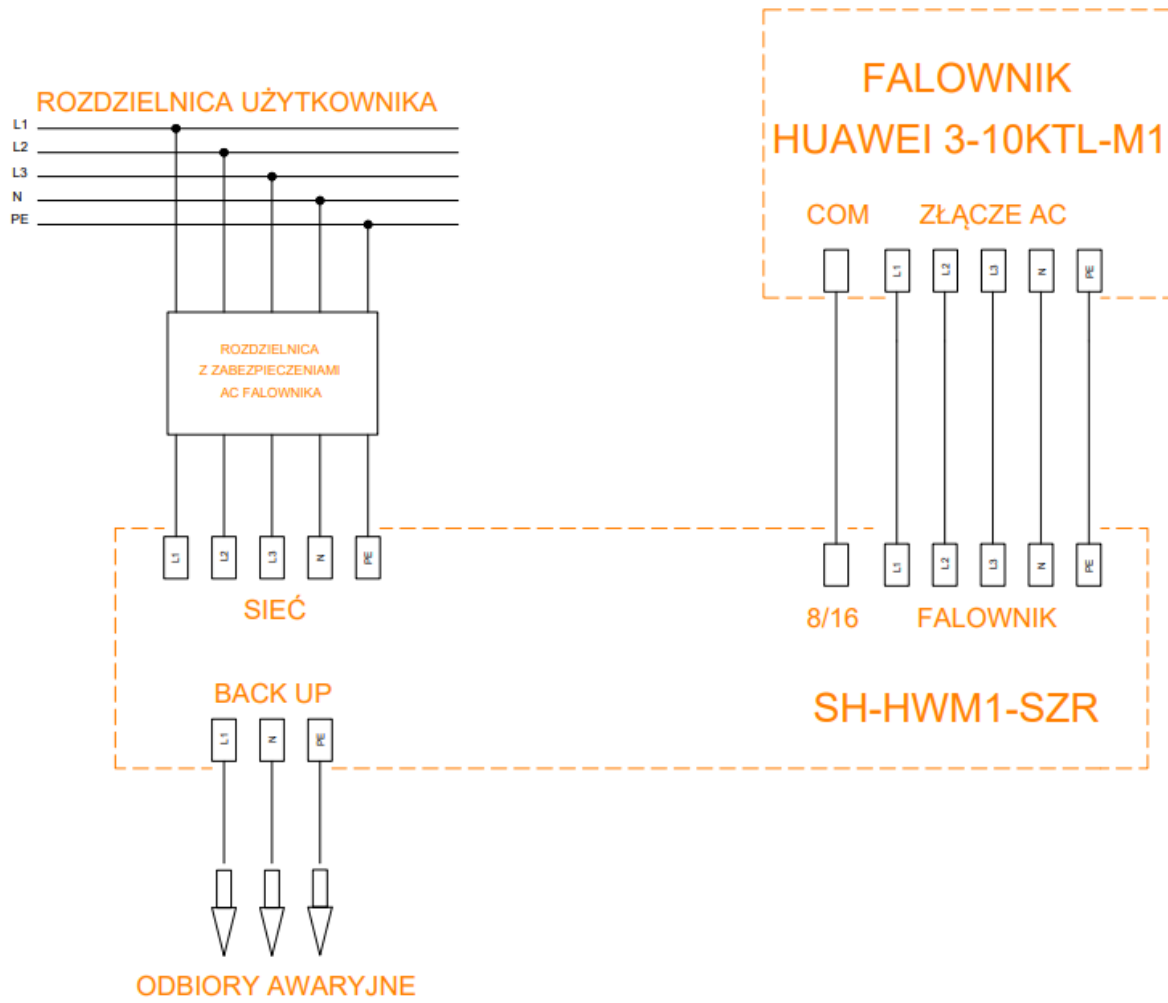 ROZDZIELNICA UŻYTKOWNIKA
L1
L2
L3
N
PE
ROZDZIELNICA
Z ZABEZPIECZENIAMI
AC FALOWNIKA
FALOWNIK
HUAWEI 3-10KTL-M1
COM ZŁĄCZE AC
L1 L2 L3 N PE
L1 L2 L3 N PE
SIEĆ
L1 L2 L3 N PE
8/16 FALOWNIK
BACK UP
L1 N PE
SH-HWM1-SZR
ODBIORY AWARYJNE